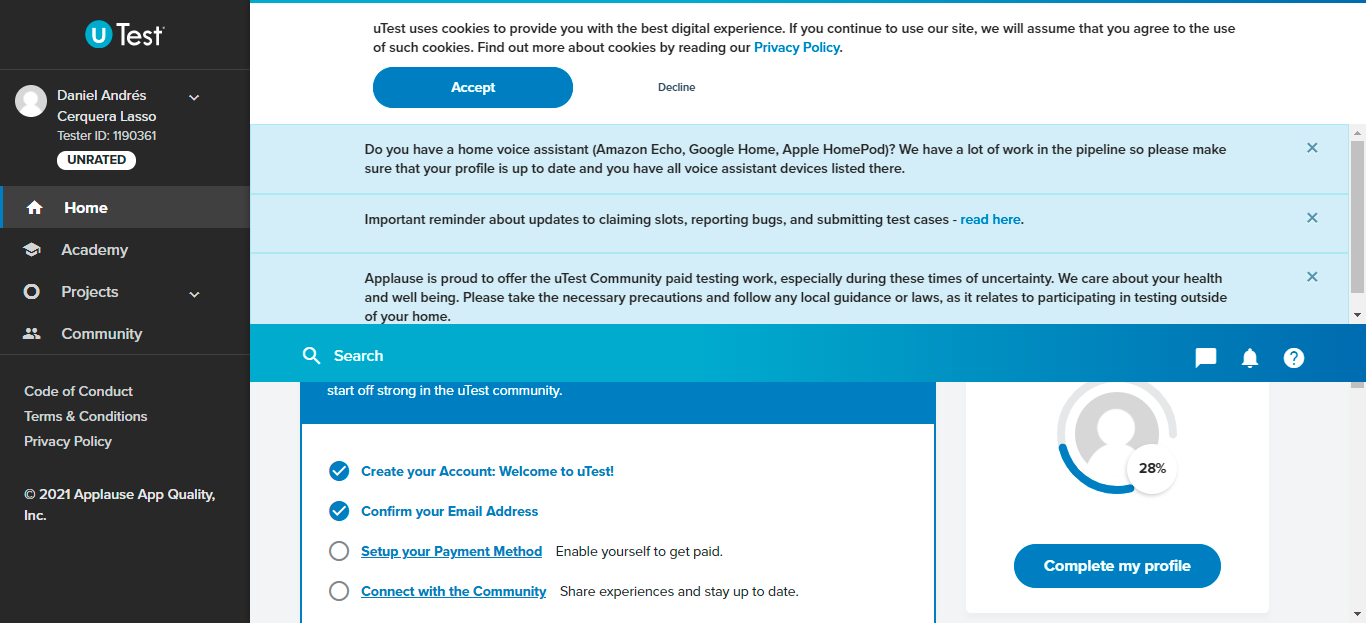 uTest
Daniel Andrés
Cerquera Lasso
Tester ID: 1190361
UNRATED
Home
Academy
Projects
Community
Code of Conduct
Terms & Conditions
Privacy Policy
© 2021 Applause App Quality,
Inc.
uTest uses cookies to provide you with the best digital experience. If you continue to use our site, we will assume that you agree to the use
of such cookies. Find out more about cookies by reading our Privacy Policy.
Accept
Decline
Do you have a home voice assistant (Amazon Echo, Google Home, Apple HomePod)? We have a lot of work in the pipeline so please make
sure that your profile is up to date and you have all voice assistant devices listed there.
Important reminder about updates to claiming slots, reporting bugs, and submitting test cases - read here.
Applause is proud to offer the uTest Community paid testing work, especially during these times of uncertainty. We care about your health
and well being. Please take the necessary precautions and follow any local guidance or laws, as it relates to participating in testing outside
of your home.
Search
start off strong in the uTest community.
Create your Account: Welcome to uTest!
Confirm your Email Address
Setup your Payment Method Enable yourself to get paid.
Connect with the Community Share experiences and stay up to date.
28%
Complete my profile